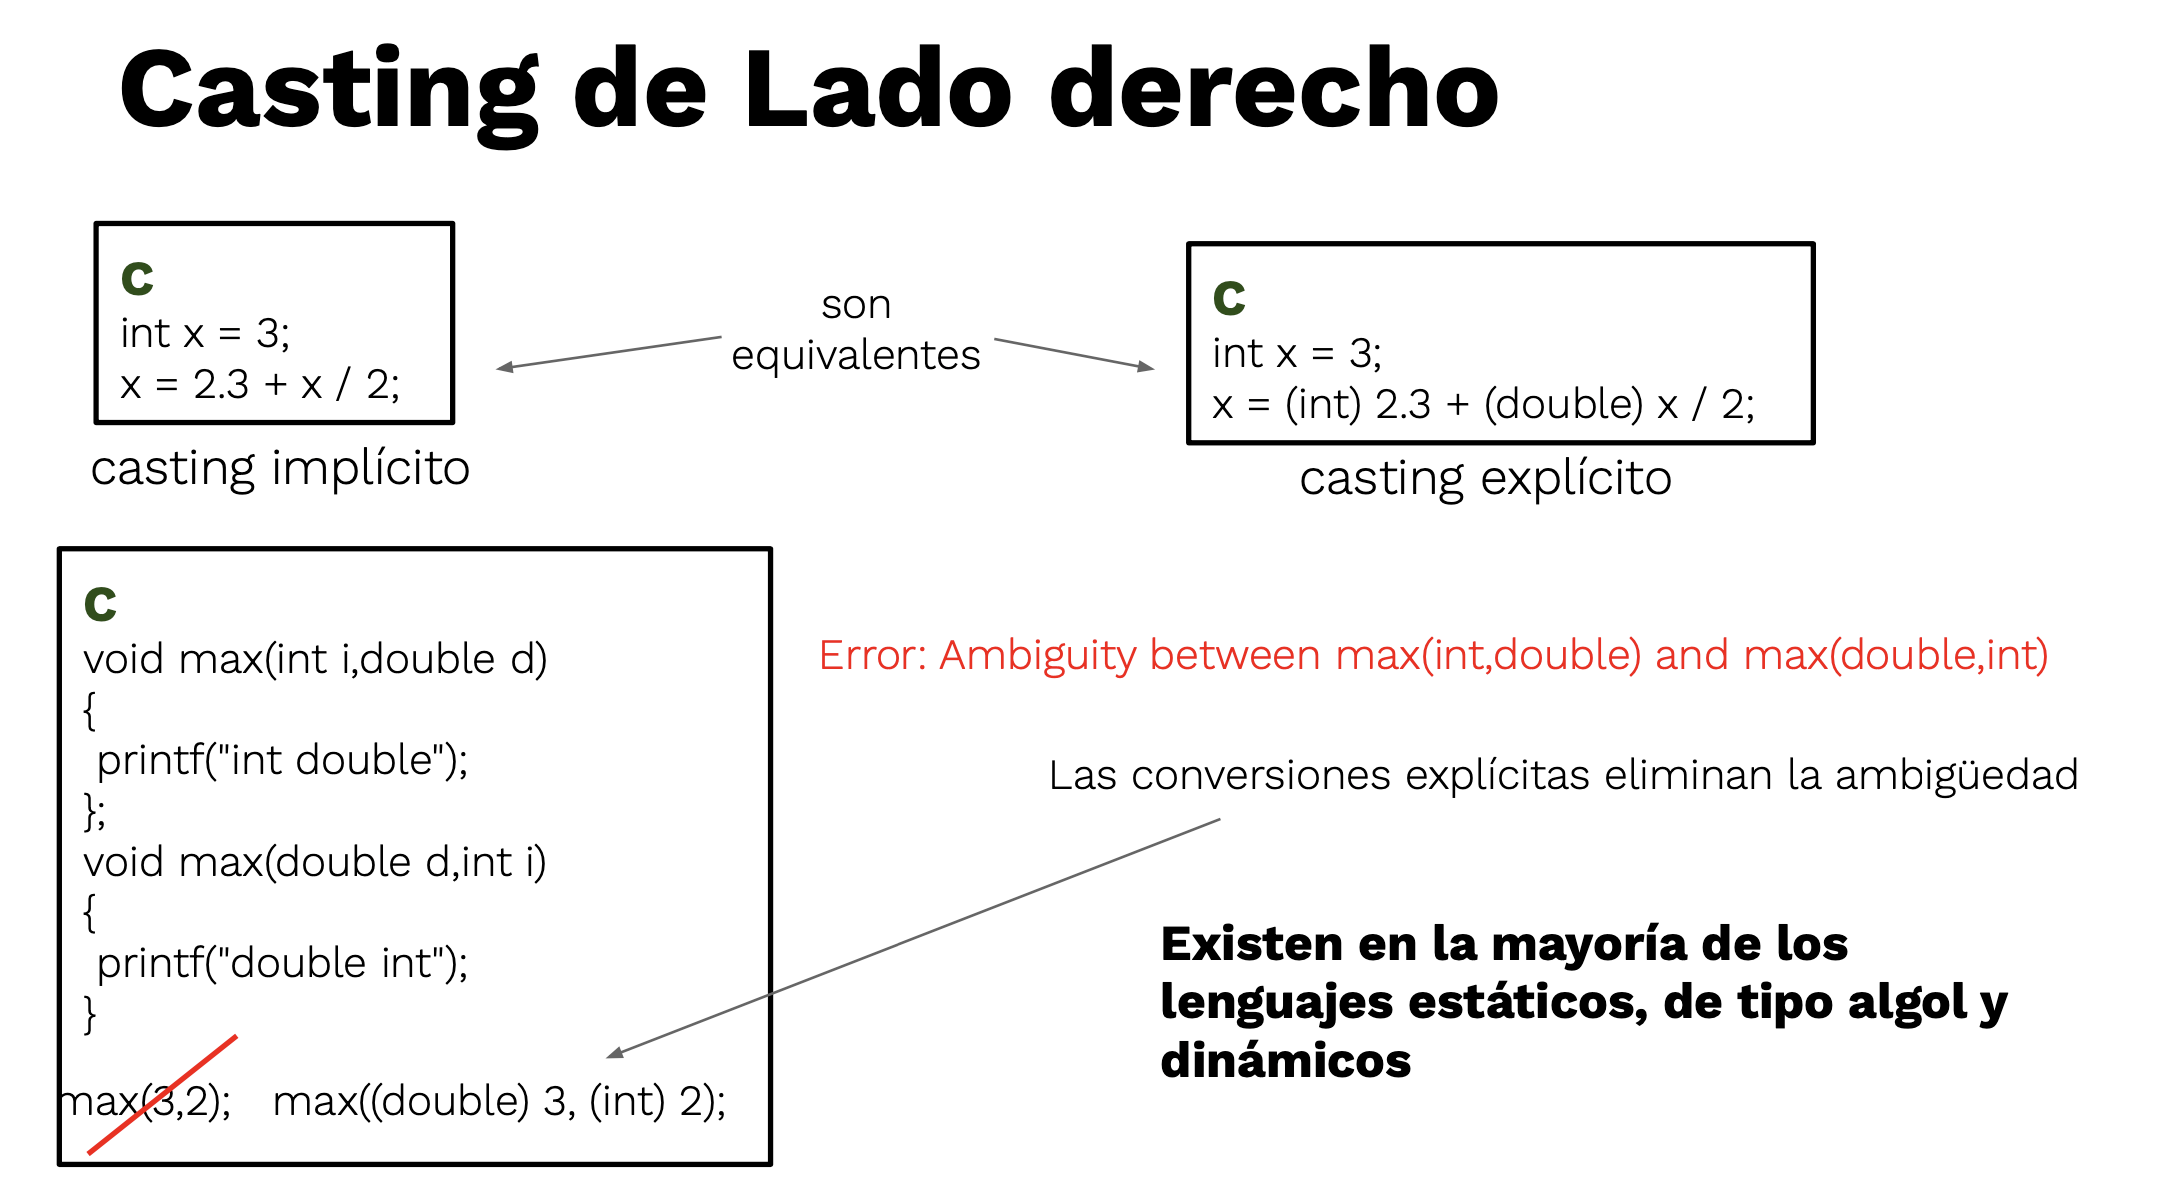 Casting de Lado derecho
C
int x = 3;
x = 2.3 + x / 2;
casting implícito
son
equivalentes
C
int x = 3;
x = (int) 2.3 + (double) x / 2;
casting explícito
C
void max(int i,double d)
{
printf("int double");
};
void max(double d,int i)
{
printf("double int");
}
max(3,2); max((double) 3, (int) 2);
Error: Ambiguity between max(int,double) and max(double,int)
Las conversiones explícitas eliminan la ambigüedad
Existen en la mayoría de los
lenguajes estáticos, de tipo algol y
dinámicos